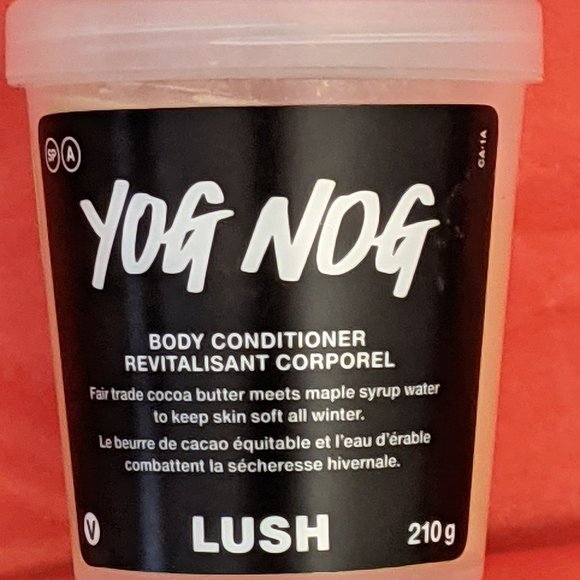 SP A
CA-1A
YOG NOG
BODY CONDITIONER
REVITALISANT CORPOREL
Fair trade cocoa butter meets maple syrup water
to keep skin soft all winter.
Le beurre de cacao équitable et l'eau d'érable
combattent la sécheresse hivernale.
V LUSH 210g